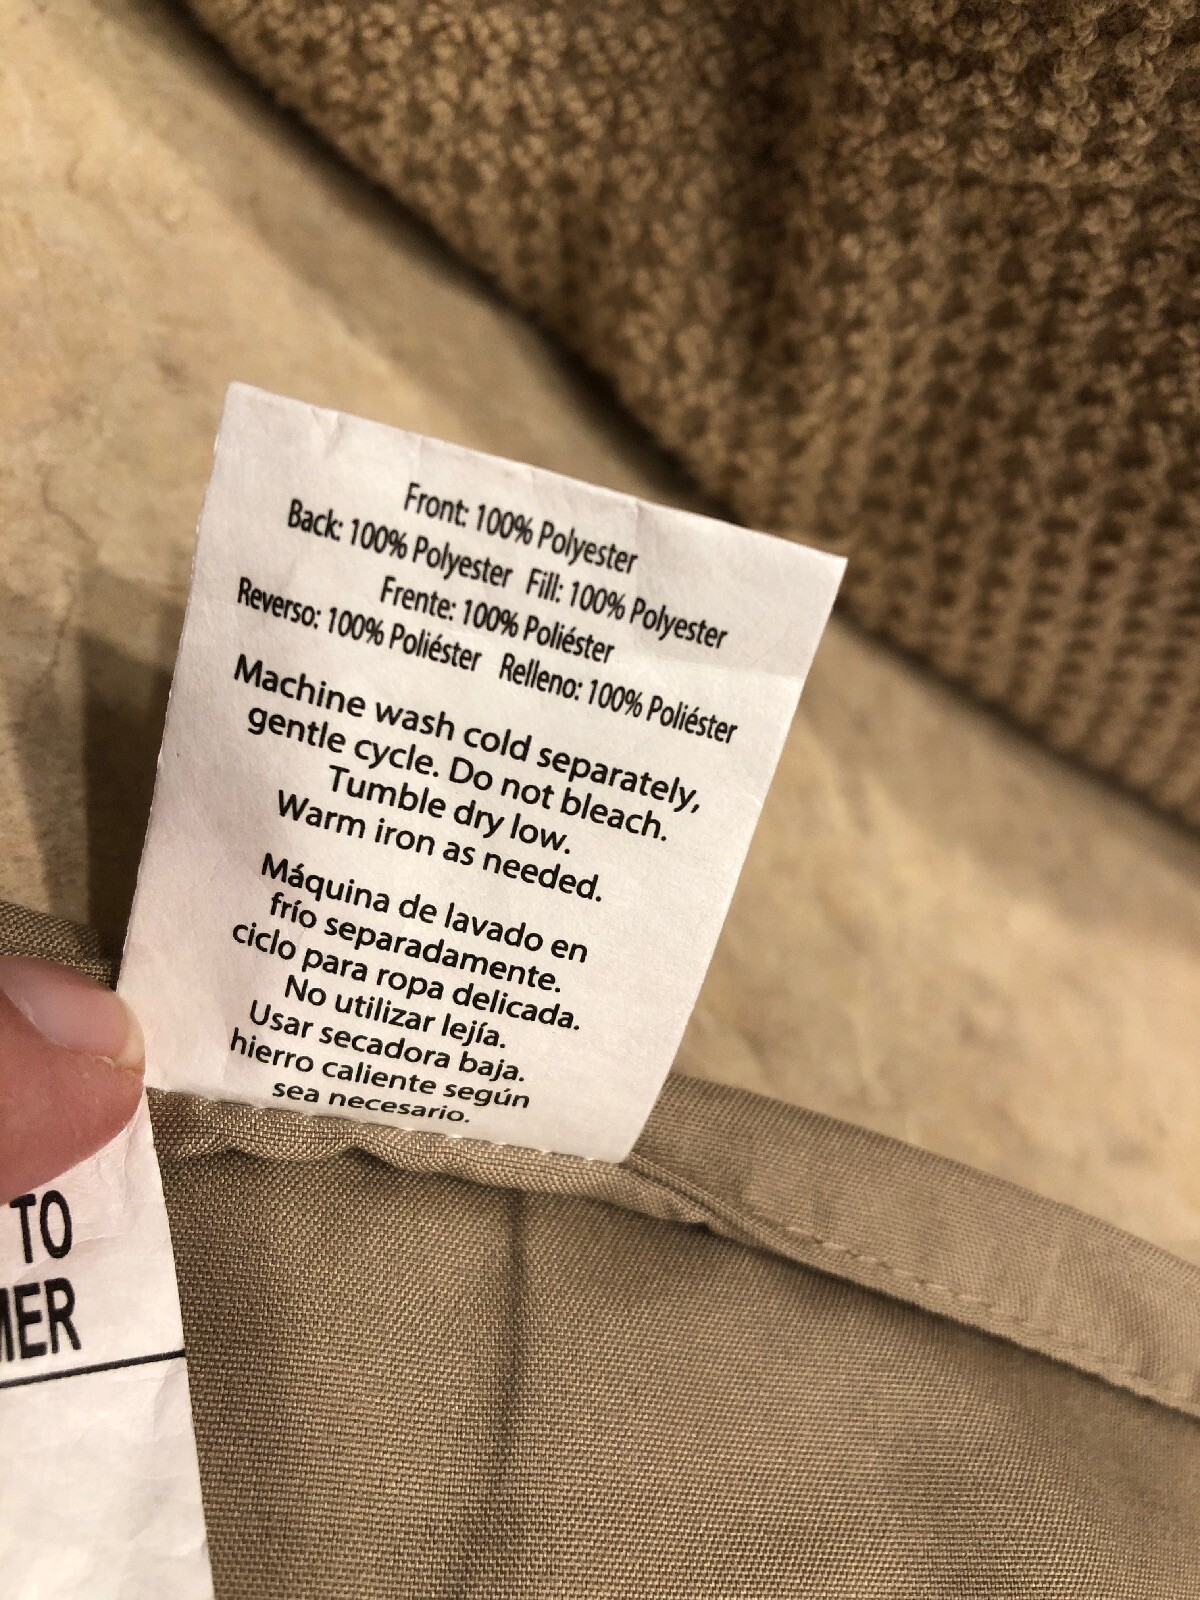 Front: 100% Polyester
Back: 100% Polyester Fill: 100% Polyester
Frente: 100% Poliéster
Reverso: 100% Poliéster Relleno: 100% Poliéster
Machine wash cold separately,
gentle cycle. Do not bleach.
Tumble dry low.
Warm iron as needed.
Máquina de lavado en
frío separadamente.
ciclo para ropa delicada.
No utilizar lejía.
Usar secadora baja.
hierro caliente según
sea necesario.
TO